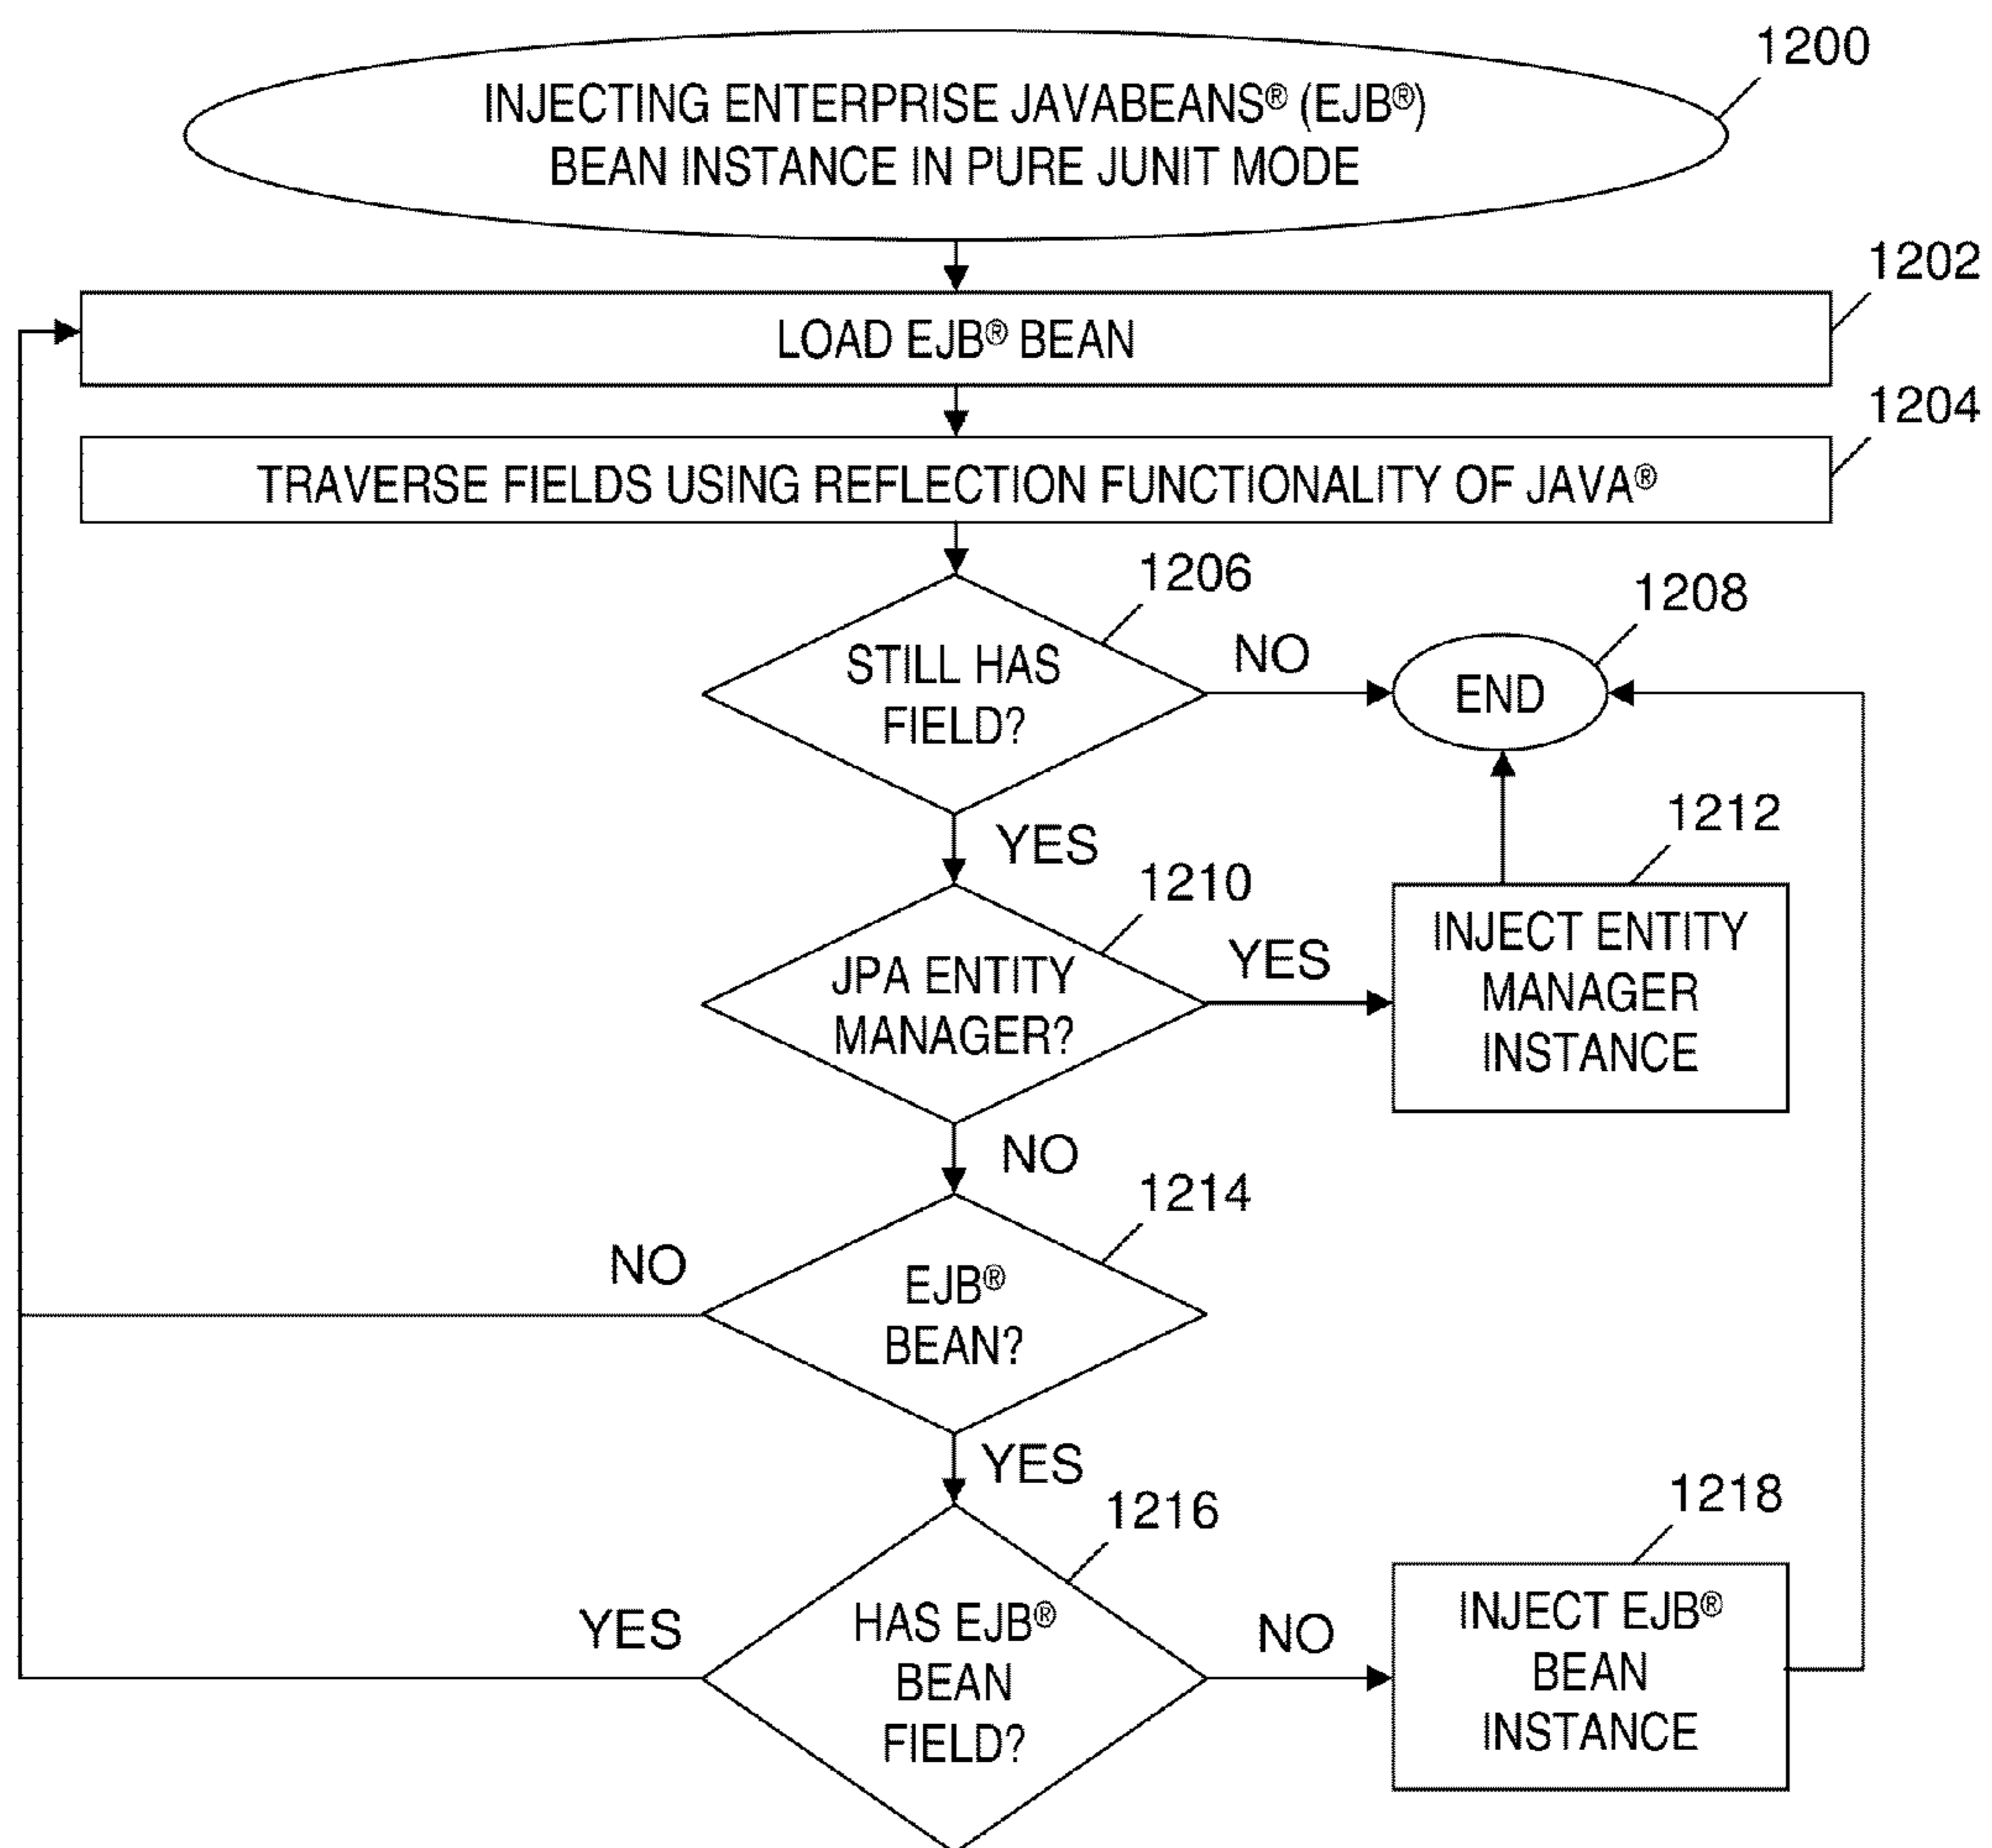 1200
INJECTING ENTERPRISE JAVABEANS® (EJB®)
BEAN INSTANCE IN PURE JUNIT MODE
1202
LOAD EJB® BEAN
1204
TRAVERSE FIELDS USING REFLECTION FUNCTIONALITY OF JAVA®
1206
STILL HAS
FIELD?
NO
1208
END
YES
1210
JPA ENTITY
MANAGER?
YES
1212
INJECT ENTITY
MANAGER
INSTANCE
NO
1214
EJB®
BEAN?
NO
YES
1216
HAS EJB®
BEAN
FIELD?
YES
NO
1218
INJECT EJB®
BEAN
INSTANCE